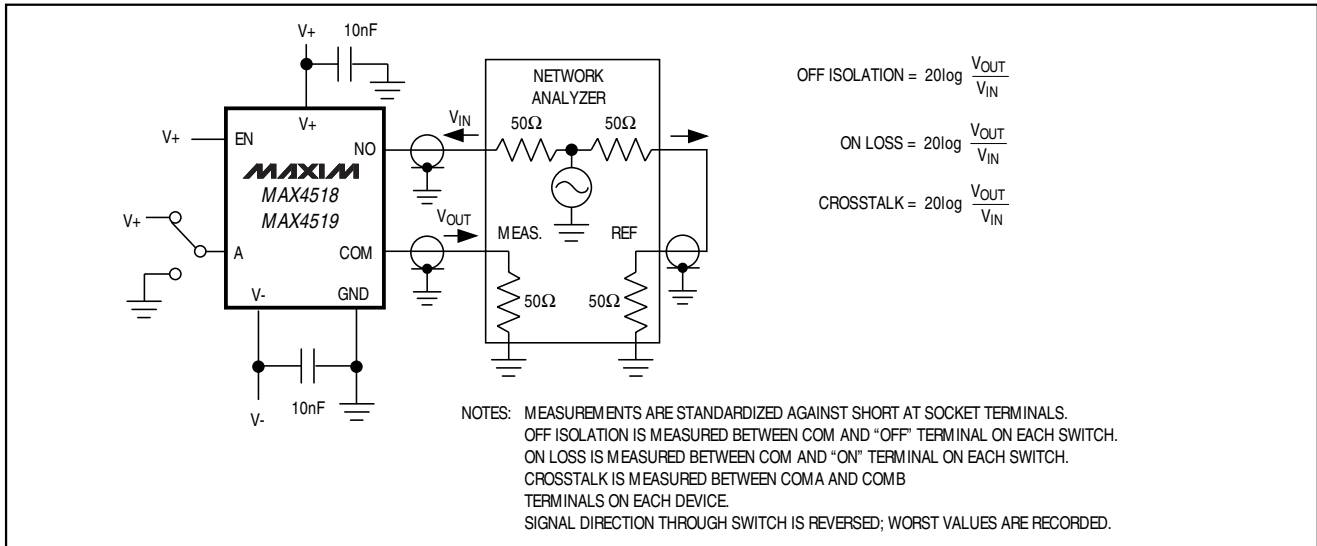 V+
10nF
V+
EN
V+
NO
MAXIM
MAX4518
MAX4519
V+
A
COM
V-
GND
10nF
V-
VIN
VOUT
NETWORK
ANALYZER
50Ω
50Ω
MEAS.
REF
50Ω
50Ω
OFF ISOLATION = 20log VOUT
VIN
ON LOSS = 20log VOUT
VIN
CROSSTALK = 20log VOUT
VIN
NOTES: MEASUREMENTS ARE STANDARDIZED AGAINST SHORT AT SOCKET TERMINALS.
OFF ISOLATION IS MEASURED BETWEEN COM AND “OFF” TERMINAL ON EACH SWITCH.
ON LOSS IS MEASURED BETWEEN COM AND “ON” TERMINAL ON EACH SWITCH.
CROSSTALK IS MEASURED BETWEEN COMA AND COMB
TERMINALS ON EACH DEVICE.
SIGNAL DIRECTION THROUGH SWITCH IS REVERSED; WORST VALUES ARE RECORDED.